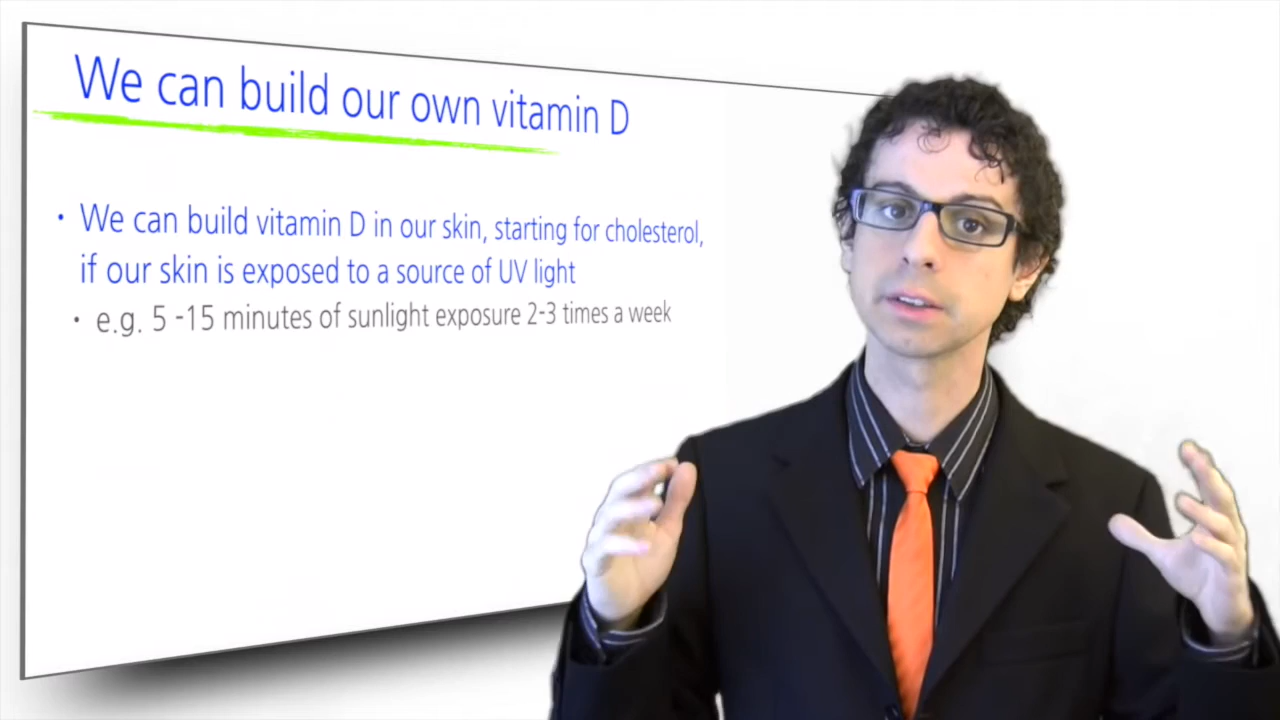 We can build our own vitamin D
• We can build vitamin D in our skin, starting for cholesterol,
if our skin is exposed to a source of UV light
• e.g. 5 -15 minutes of sunlight exposure 2-3 times a week